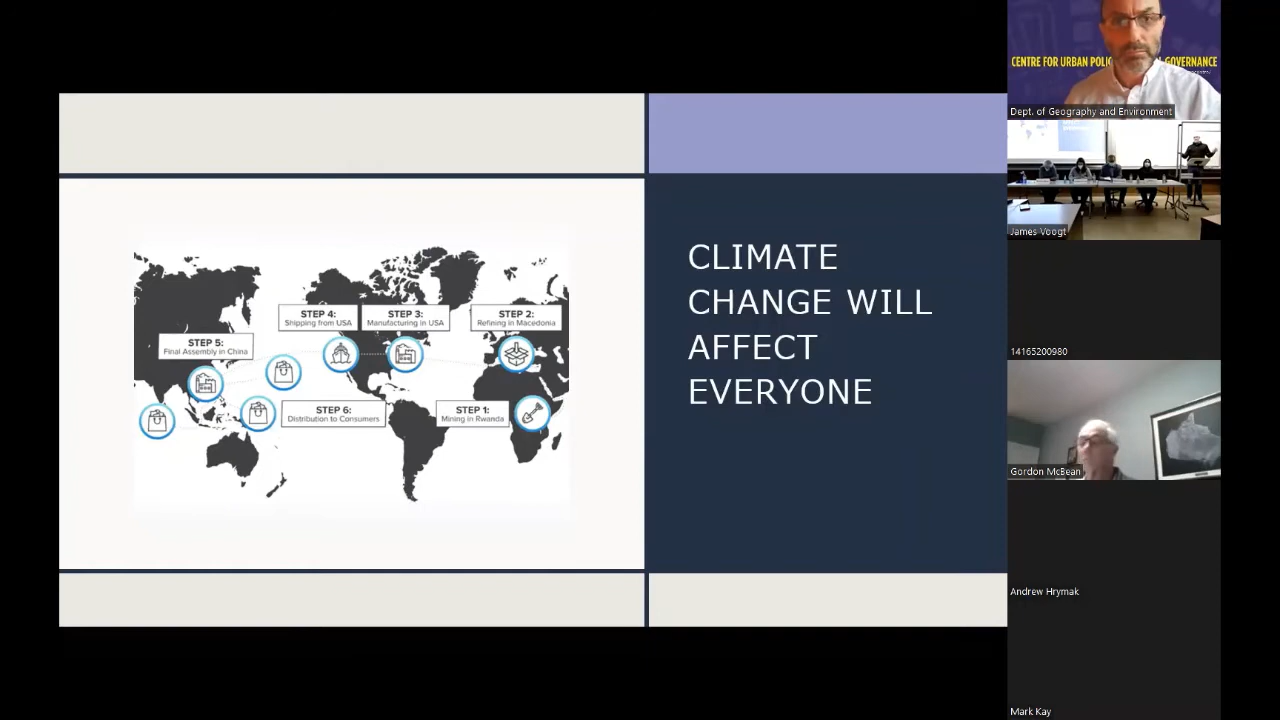 STEP 4:
Shipping from USA
STEP 3:
Manufacturing in USA
STEP 2:
Refining in Macedonia
STEP 5:
Final Assembly in China
STEP 6:
Distribution to Consumers
STEP 1:
Mining in Rwanda
CLIMATE
CHANGE WILL
AFFECT
EVERYONE
CENTRE FOR URBAN POLIC GOVERNANCE
Dept. of Geography and Environment
James Voogt
14165200980
Gordon McBean
Andrew Hrymak
Mark Kay